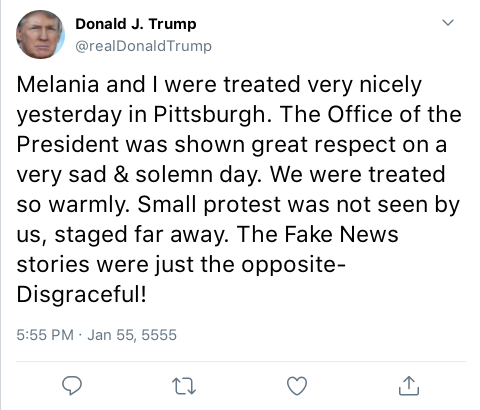 Donald J. Trump
@realDonaldTrump
Melania and I were treated very nicely
yesterday in Pittsburgh. The Office of the
President was shown great respect on a
very sad & solemn day. We were treated
so warmly. Small protest was not seen by
us, staged far away. The Fake News
stories were just the opposite-
Disgraceful!
5:55 PM · Jan 55, 5555